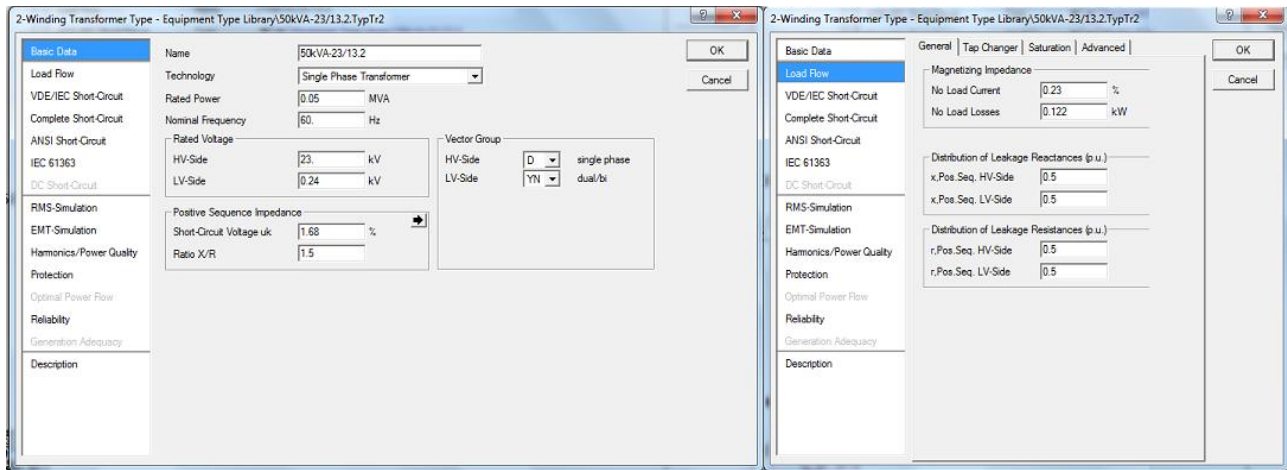 2-Winding Transformer Type - Equipment Type Library\50kVA-23/13.2.TypTr2
Basic Data
Load Flow
VDE/IEC Short-Circuit
Complete Short-Circuit
ANSI Short-Circuit
IEC 61363
DC Short-Circuit
RMS-Simulation
EMT-Simulation
Harmonics/Power Quality
Protection
Optimal Power Flow
Reliability
Generation Adequacy
Description
Name 50kVA-23/13.2
Technology Single Phase Transformer
Rated Power 0.05 MVA
Nominal Frequency 60. Hz
Rated Voltage
HV-Side 23. kV
LV-Side 0.24 kV
Positive Sequence Impedance
Short-Circuit Voltage uk 1.68 %
Ratio X/R 1.5
Vector Group
HV-Side D single phase
LV-Side YN dual/bi
OK
Cancel
2-Winding Transformer Type - Equipment Type Library\50kVA-23/13.2.TypTr2
Basic Data
Load Flow
VDE/IEC Short-Circuit
Complete Short-Circuit
ANSI Short-Circuit
IEC 61363
DC Short-Circuit
RMS-Simulation
EMT-Simulation
Harmonics/Power Quality
Protection
Optimal Power Flow
Reliability
Generation Adequacy
Description
General Tap Changer Saturation Advanced
Magnetizing Impedance
No Load Current 0.23 %
No Load Losses 0.122 kW
Distribution of Leakage Reactances (p.u.)
x,Pos.Seq. HV-Side 0.5
x,Pos.Seq. LV-Side 0.5
Distribution of Leakage Resistances (p.u.)
r,Pos.Seq. HV-Side 0.5
r,Pos.Seq. LV-Side 0.5
OK
Cancel